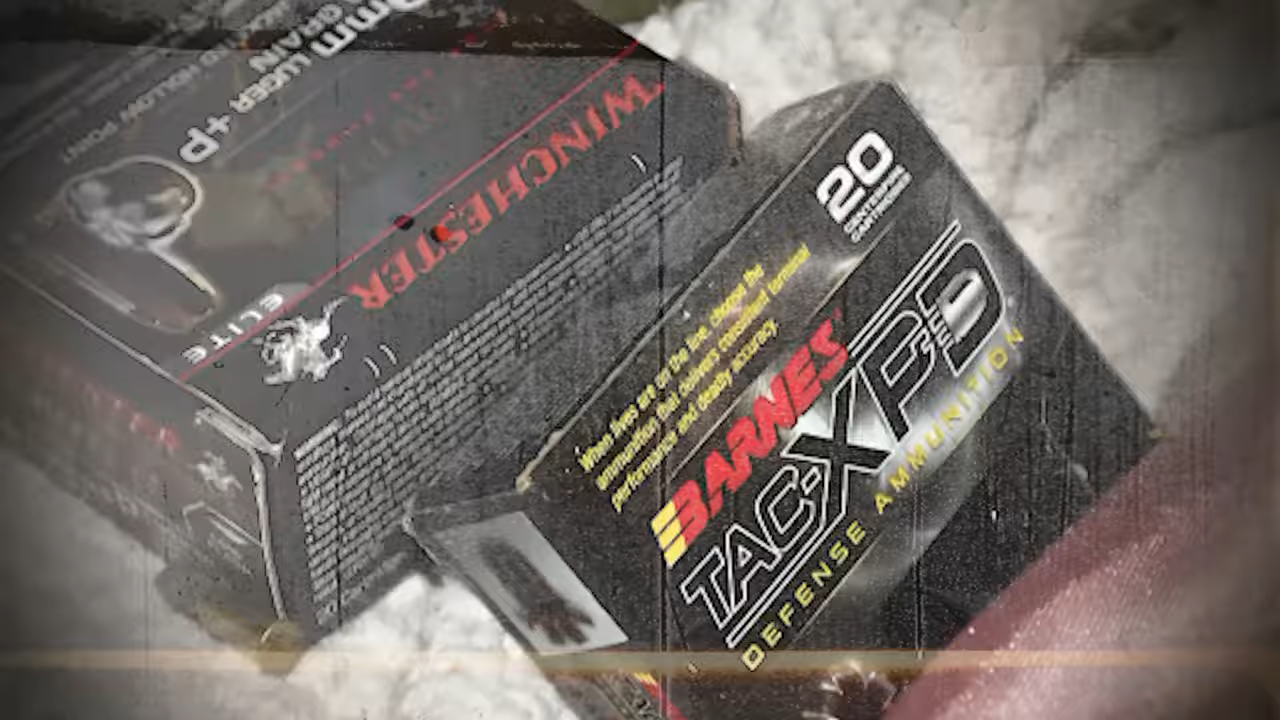 mm LUGER +P
GRAIN
HOLLOW POINT
WINCHESTER
ELITE
20
CENTERFIRE
CARTRIDGES
When lives are on the line, choose the
ammunition that delivers consistent terminal
performance and deadly accuracy.
BARNES
TAC-XPD
DEFENSE AMMUNITION